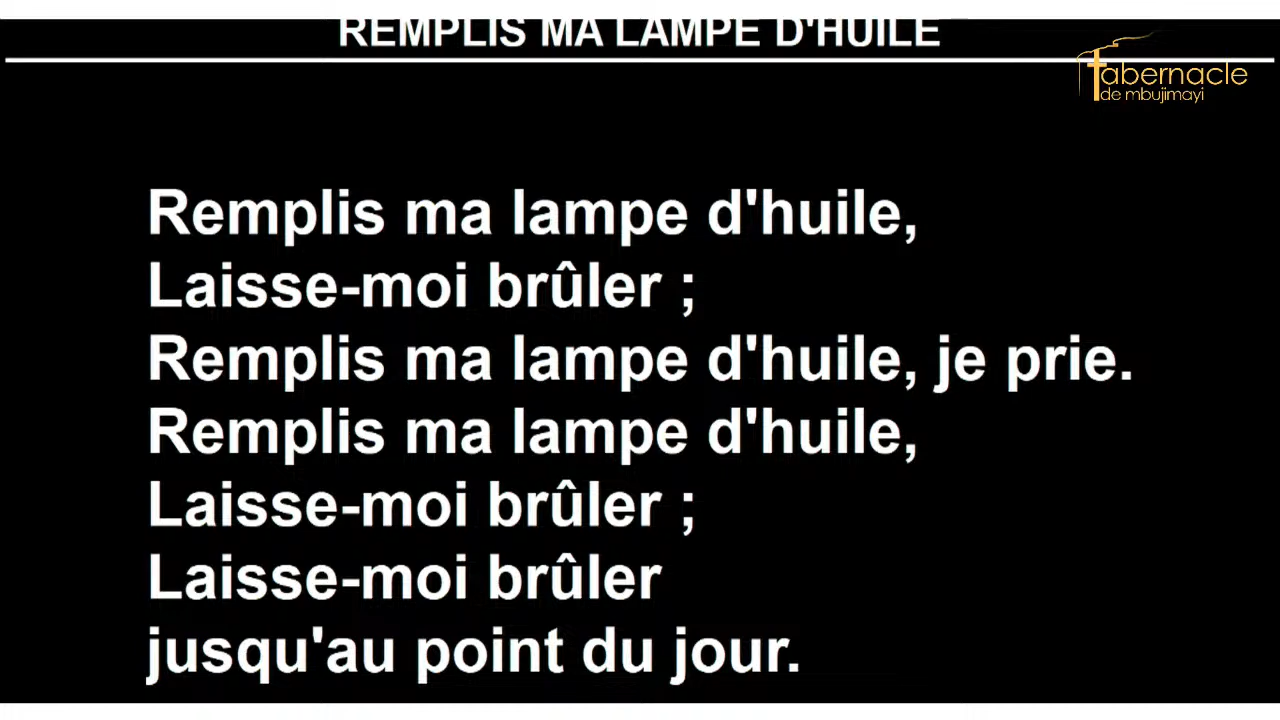 REMPLIS MA LAMPE D'HUILE
tabernacle
de mbujimayi
Remplis ma lampe d'huile,
Laisse-moi brûler ;
Remplis ma lampe d'huile, je prie.
Remplis ma lampe d'huile,
Laisse-moi brûler ;
Laisse-moi brûler
jusqu'au point du jour.